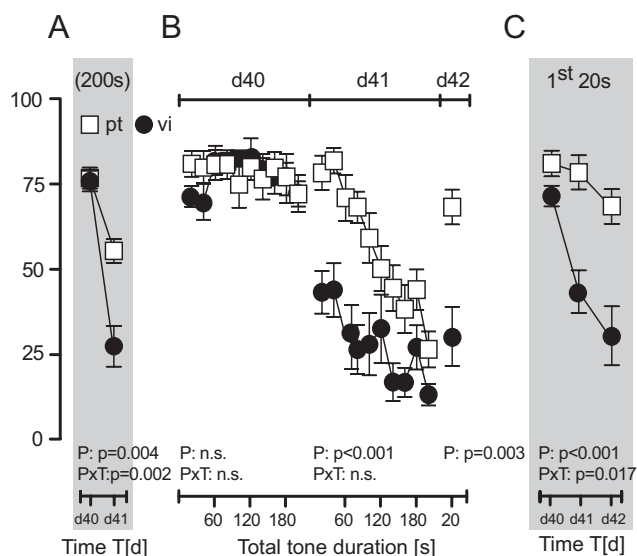 A
B
C
(200s)
d40
d41
d42
1st 20s
100
75
50
25
0
pt
vi
P: p=0.004
PxT:p=0.002
P: n.s.
PxT: n.s.
P: p<0.001
PxT: n.s.
P: p=0.003
P: p<0.001
PxT: p=0.017
d40 d41
60 120 180
60 120 180
20
d40 d41 d42
Time T[d]
Total tone duration [s]
Time T[d]